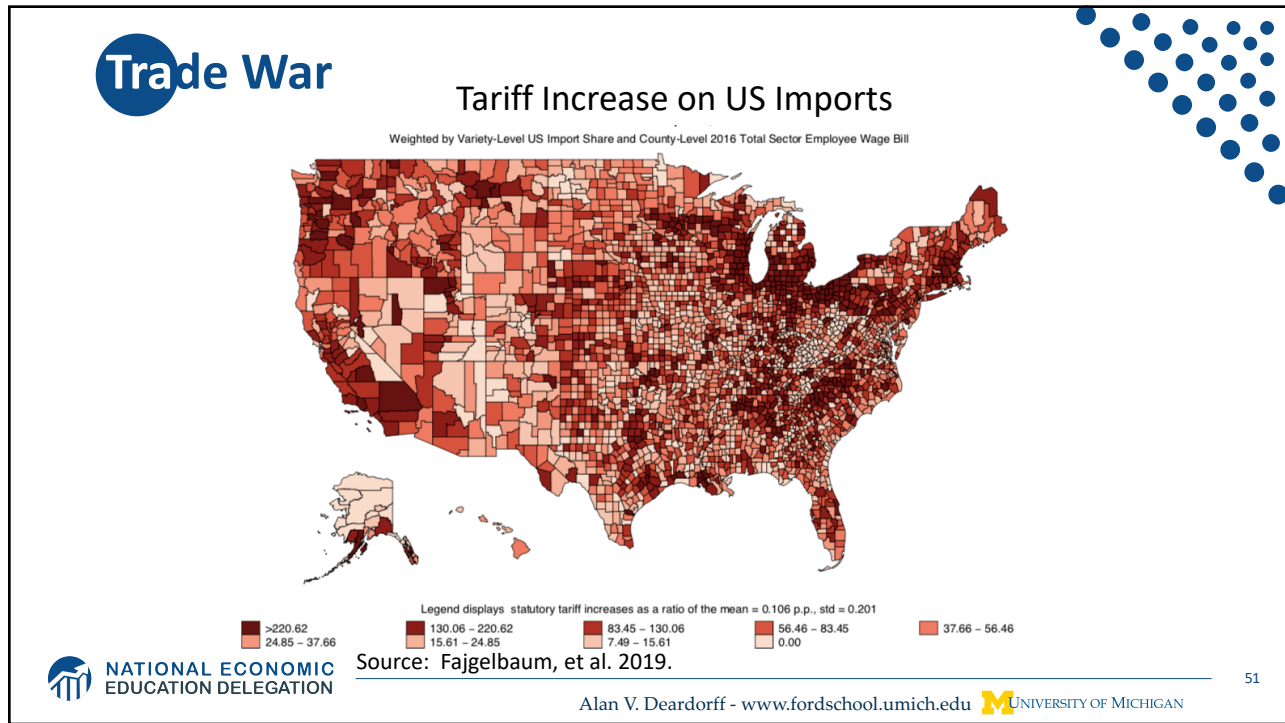 Trade War
Tariff Increase on US Imports
Weighted by Variety-Level US Import Share and County-Level 2016 Total Sector Employee Wage Bill
Legend displays statutory tariff increases as a ratio of the mean = 0.106 p.p., std = 0.201
>220.62 130.06 – 220.62 83.45 – 130.06 56.46 – 83.45 37.66 – 56.46
24.85 – 37.66 15.61 – 24.85 7.49 – 15.61 0.00
Source: Fajgelbaum, et al. 2019.
NATIONAL ECONOMIC
EDUCATION DELEGATION
51
Alan V. Deardorff - www.fordschool.umich.edu M UNIVERSITY OF MICHIGAN